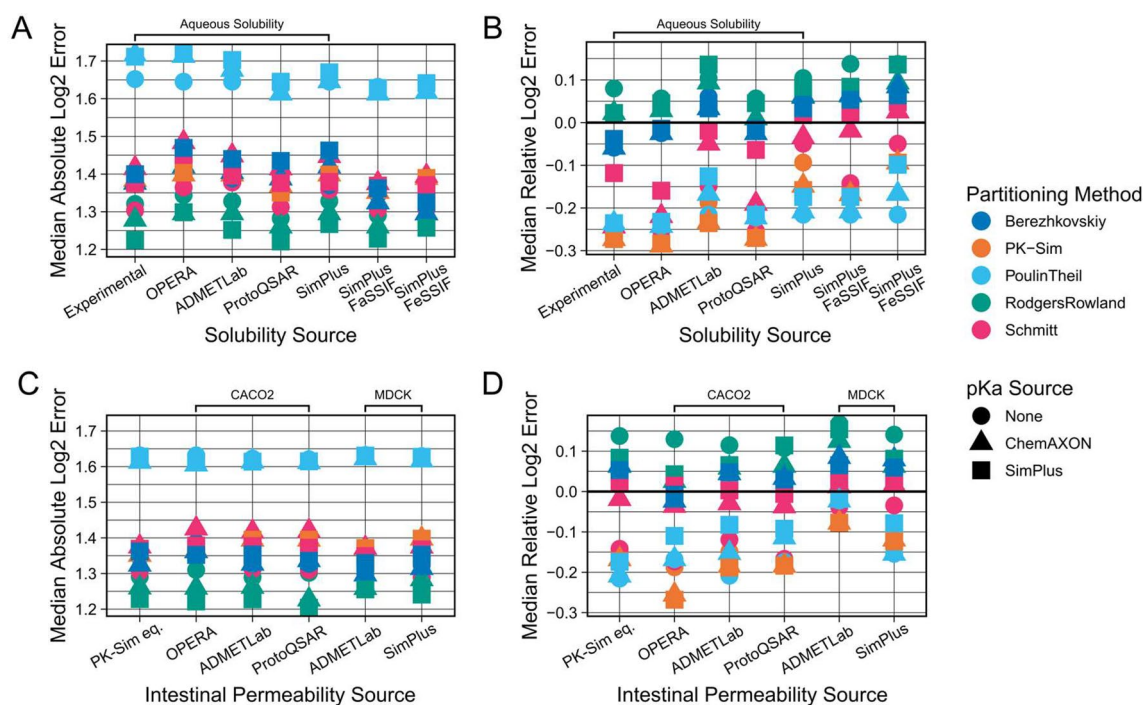 A
Aqueous Solubility
Median Absolute Log2 Error
1.7
1.6
1.5
1.4
1.3
1.2
Experimental
OPERA
ADMETLab
ProtoQSAR
SimPlus
SimPlus
FaSSIF
SimPlus
FeSSIF
Solubility Source
B
Aqueous Solubility
Median Relative Log2 Error
0.1
0.0
−0.1
−0.2
−0.3
Experimental
OPERA
ADMETLab
ProtoQSAR
SimPlus
SimPlus
FaSSIF
SimPlus
FeSSIF
Solubility Source
C
CACO2
MDCK
Median Absolute Log2 Error
1.7
1.6
1.5
1.4
1.3
1.2
PK-Sim eq.
OPERA
ADMETLab
ProtoQSAR
ADMETLab
SimPlus
Intestinal Permeability Source
D
CACO2
MDCK
Median Relative Log2 Error
0.1
0.0
−0.1
−0.2
−0.3
PK-Sim eq.
OPERA
ADMETLab
ProtoQSAR
ADMETLab
SimPlus
Intestinal Permeability Source
Partitioning Method
Berezhkovskiy
PK−Sim
PoulinTheil
RodgersRowland
Schmitt
pKa Source
None
ChemAXON
SimPlus